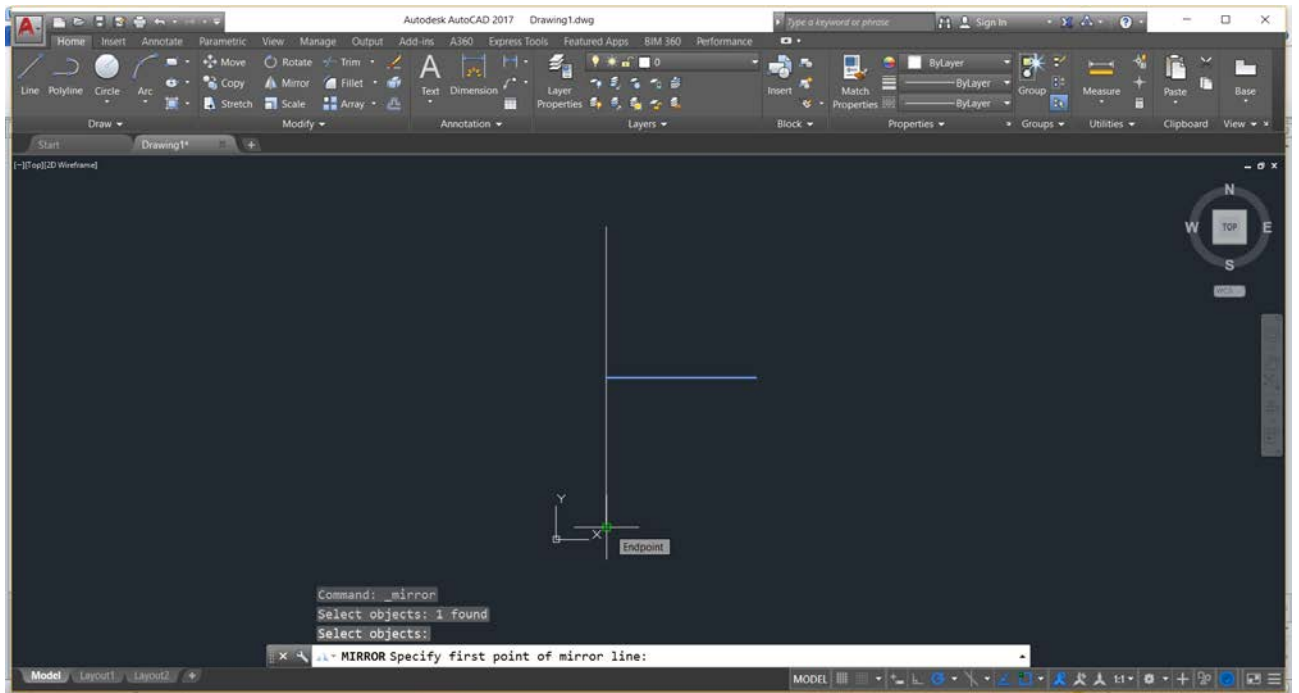 A
Autodesk AutoCAD 2017 Drawing1.dwg
Type a keyword or phrase
Sign In
Home Insert Annotate Parametric View Manage Output Add-ins A360 Express Tools Featured Apps BIM 360 Performance
Line Polyline Circle Arc
Move Rotate Trim
Copy Mirror Fillet
Stretch Scale Array
A
Text Dimension
Layer Properties
0
Insert
Match Properties
ByLayer
ByLayer
ByLayer
Group
Measure
Paste
Base
Draw Modify Annotation Layers Block Properties Groups Utilities Clipboard View
Start Drawing1* +
[-][Top][2D Wireframe]
N
W TOP E
S
WCS
Y
X
Endpoint
Command: _mirror
Select objects: 1 found
Select objects:
MIRROR Specify first point of mirror line:
Model Layout1 Layout2 +
MODEL 1:1